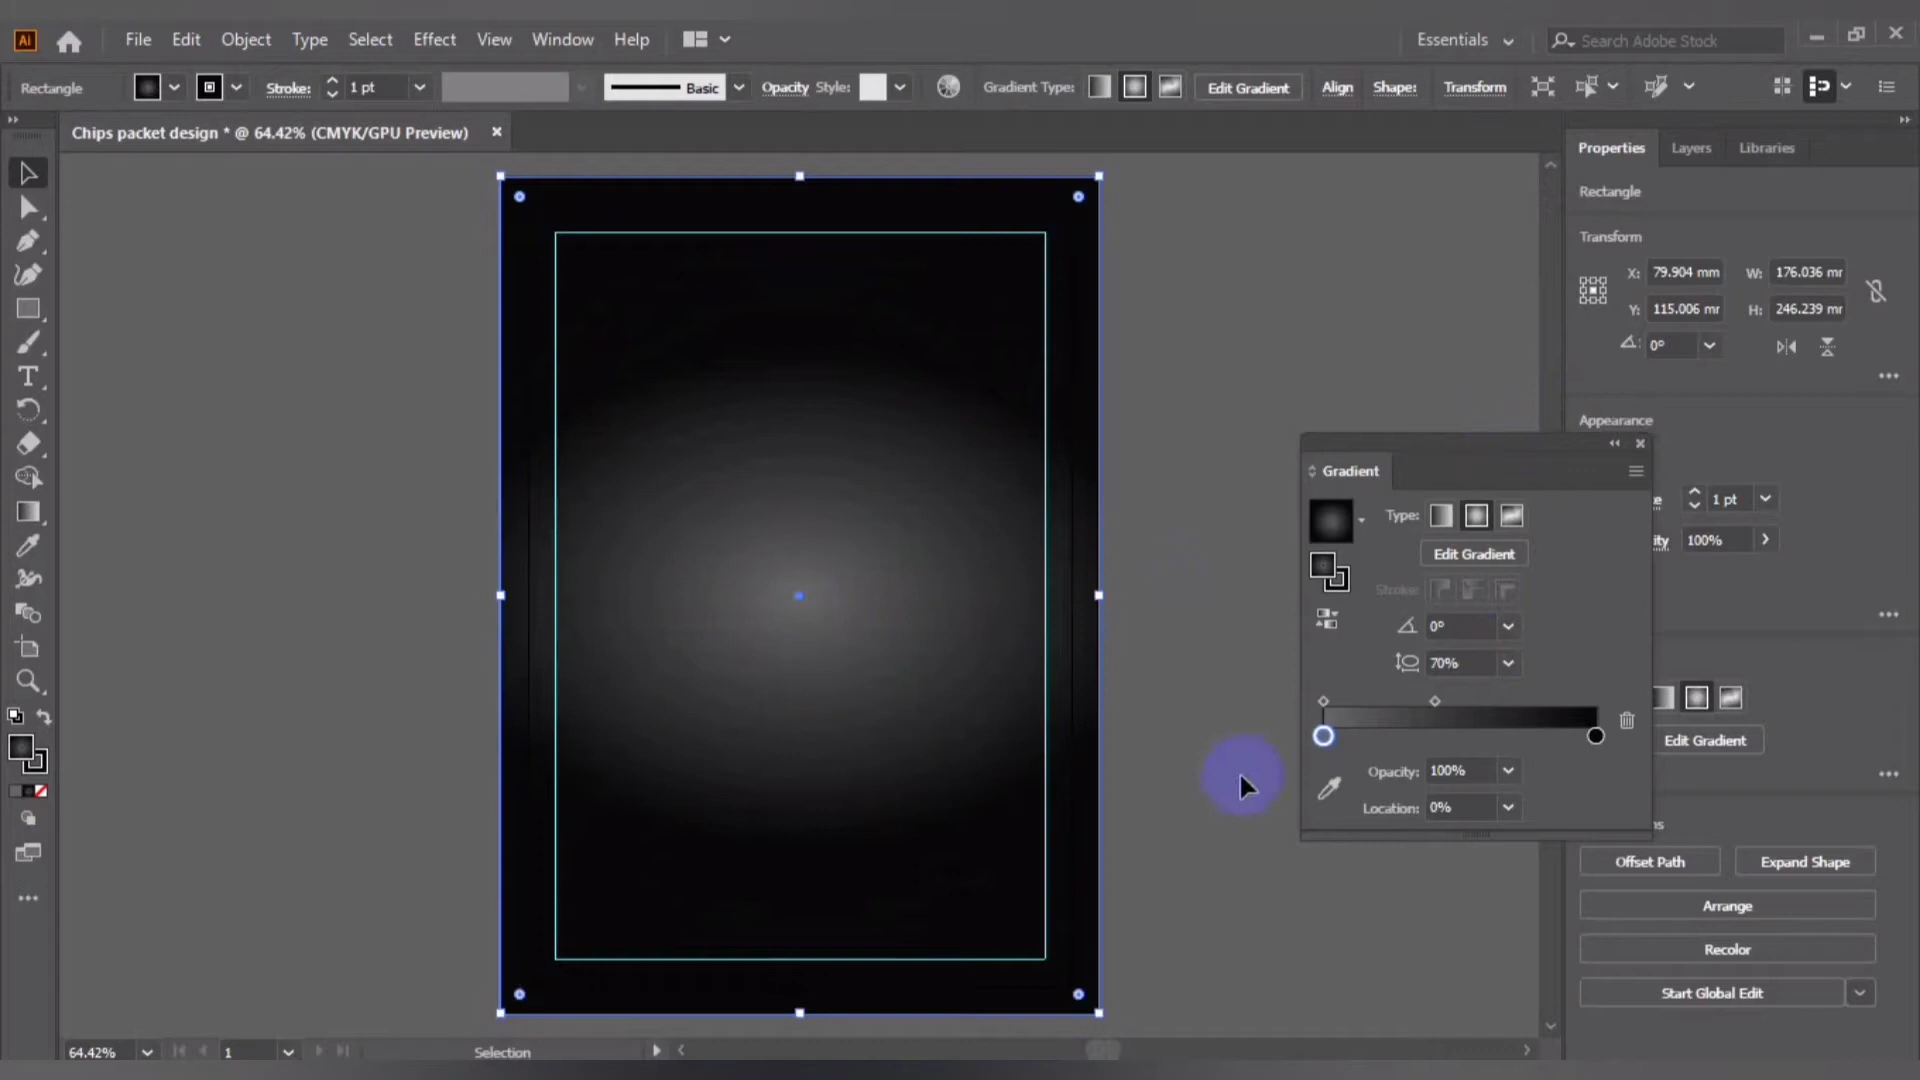 Ai File Edit Object Type Select Effect View Window Help Essentials Search Adobe Stock
Rectangle Stroke: 1 pt Basic Opacity Style: Gradient Type: Edit Gradient Align Shape: Transform
Chips packet design * @ 64.42% (CMYK/GPU Preview)
Properties Layers Libraries
Rectangle
Transform
X: 79.904 mm W: 176.036 mr
Y: 115.006 mr H: 246.239 mr
0°
Appearance
1 pt
ity 100%
Edit Gradient
Offset Path Expand Shape
Arrange
Recolor
Start Global Edit
Gradient
Type:
Edit Gradient
Stroke:
0°
70%
Opacity: 100%
Location: 0%
64.42% 1 Selection